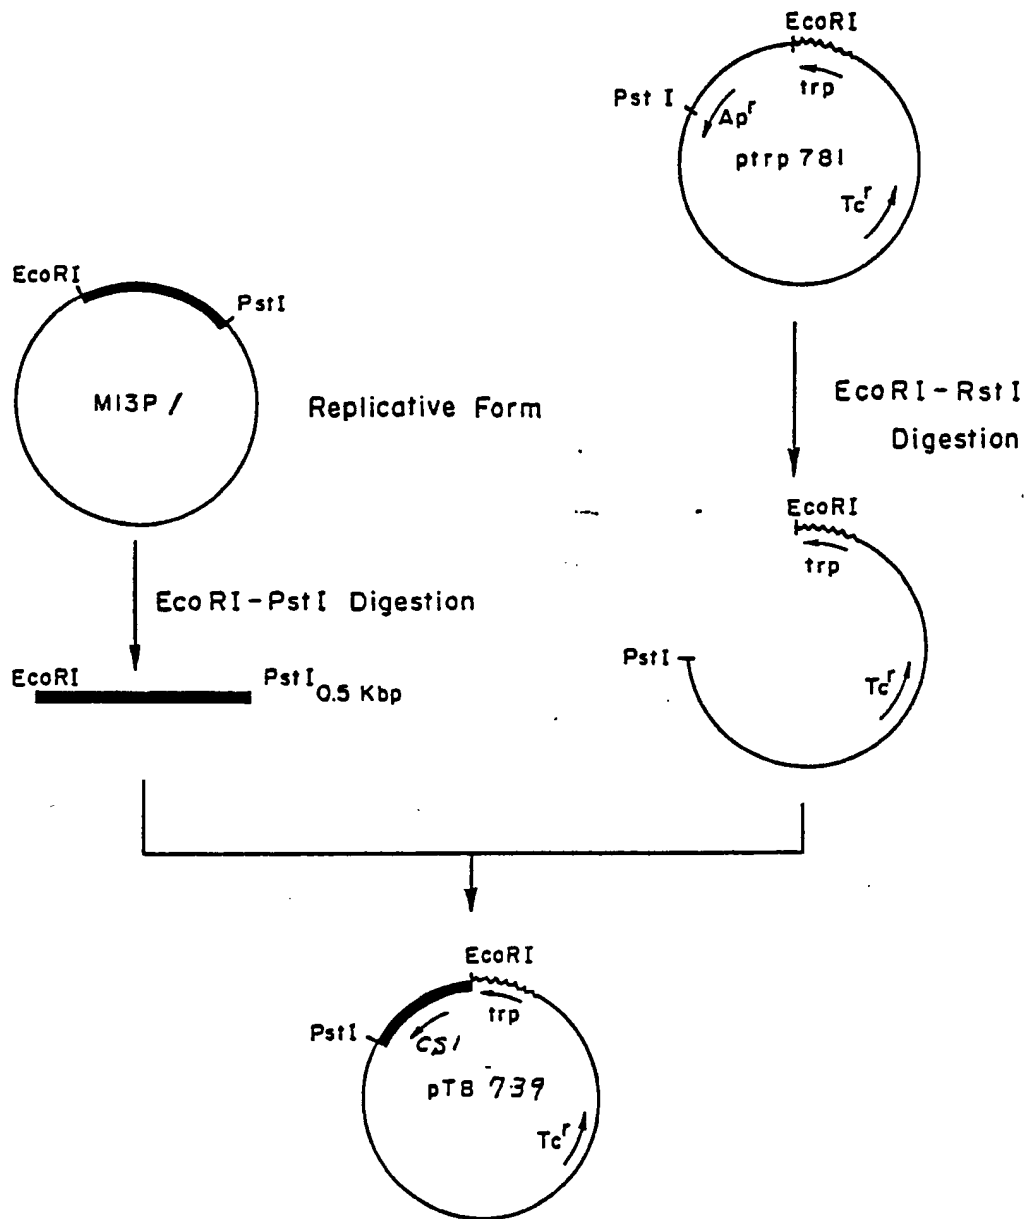 EcoRI
Pst I
Ap^r
trp
ptrp 781
Tc^r
EcoRI
PstI
M13P /
Replicative Form
EcoRI-RstI
Digestion
EcoRI
trp
PstI
Tc^r
EcoRI-PstI Digestion
EcoRI
PstI
0.5 Kbp
EcoRI
PstI
trp
CS1
pT8 739
Tc^r